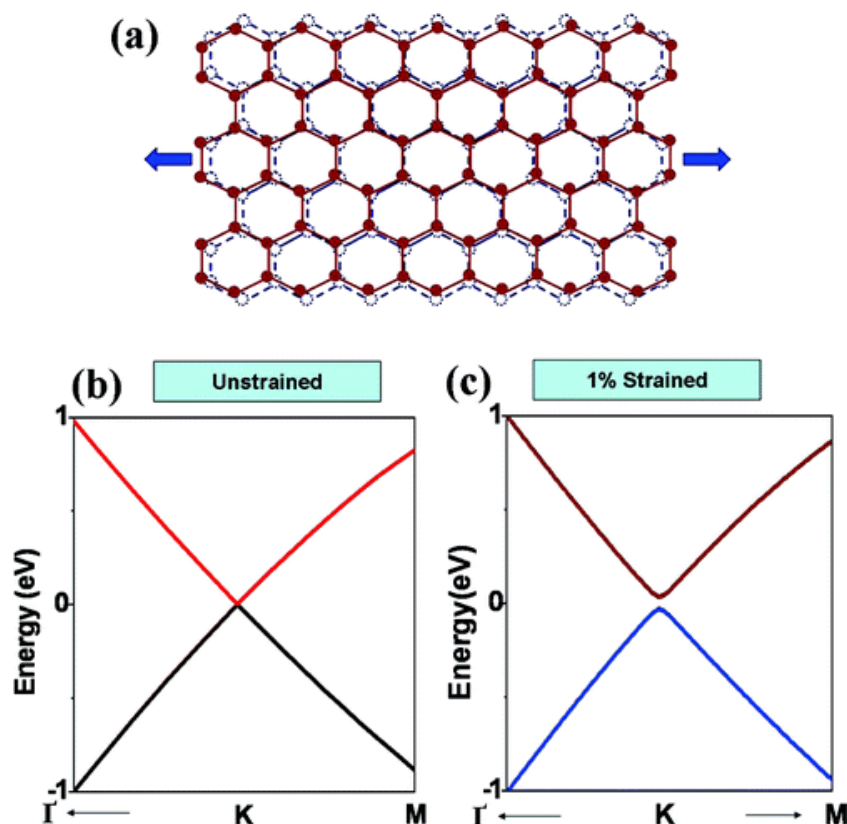 (a)
(b) Unstrained
(c) 1% Strained
1
0
-1
Energy (eV)
Γ ← K M
1
0
-1
Energy(eV)
Γ ← K → M